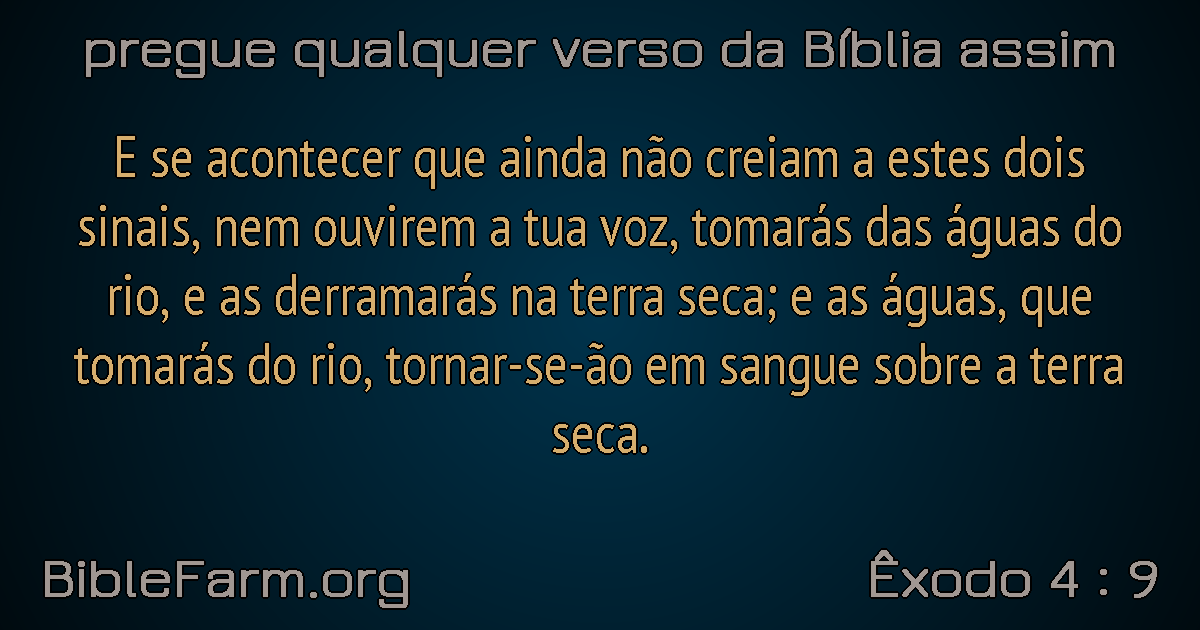 pregue qualquer verso da Bíblia assim
E se acontecer que ainda não creiam a estes dois
sinais, nem ouvirem a tua voz, tomarás das águas do
rio, e as derramarás na terra seca; e as águas, que
tomarás do rio, tornar-se-ão em sangue sobre a terra
seca.
BibleFarm.org
Êxodo 4 : 9